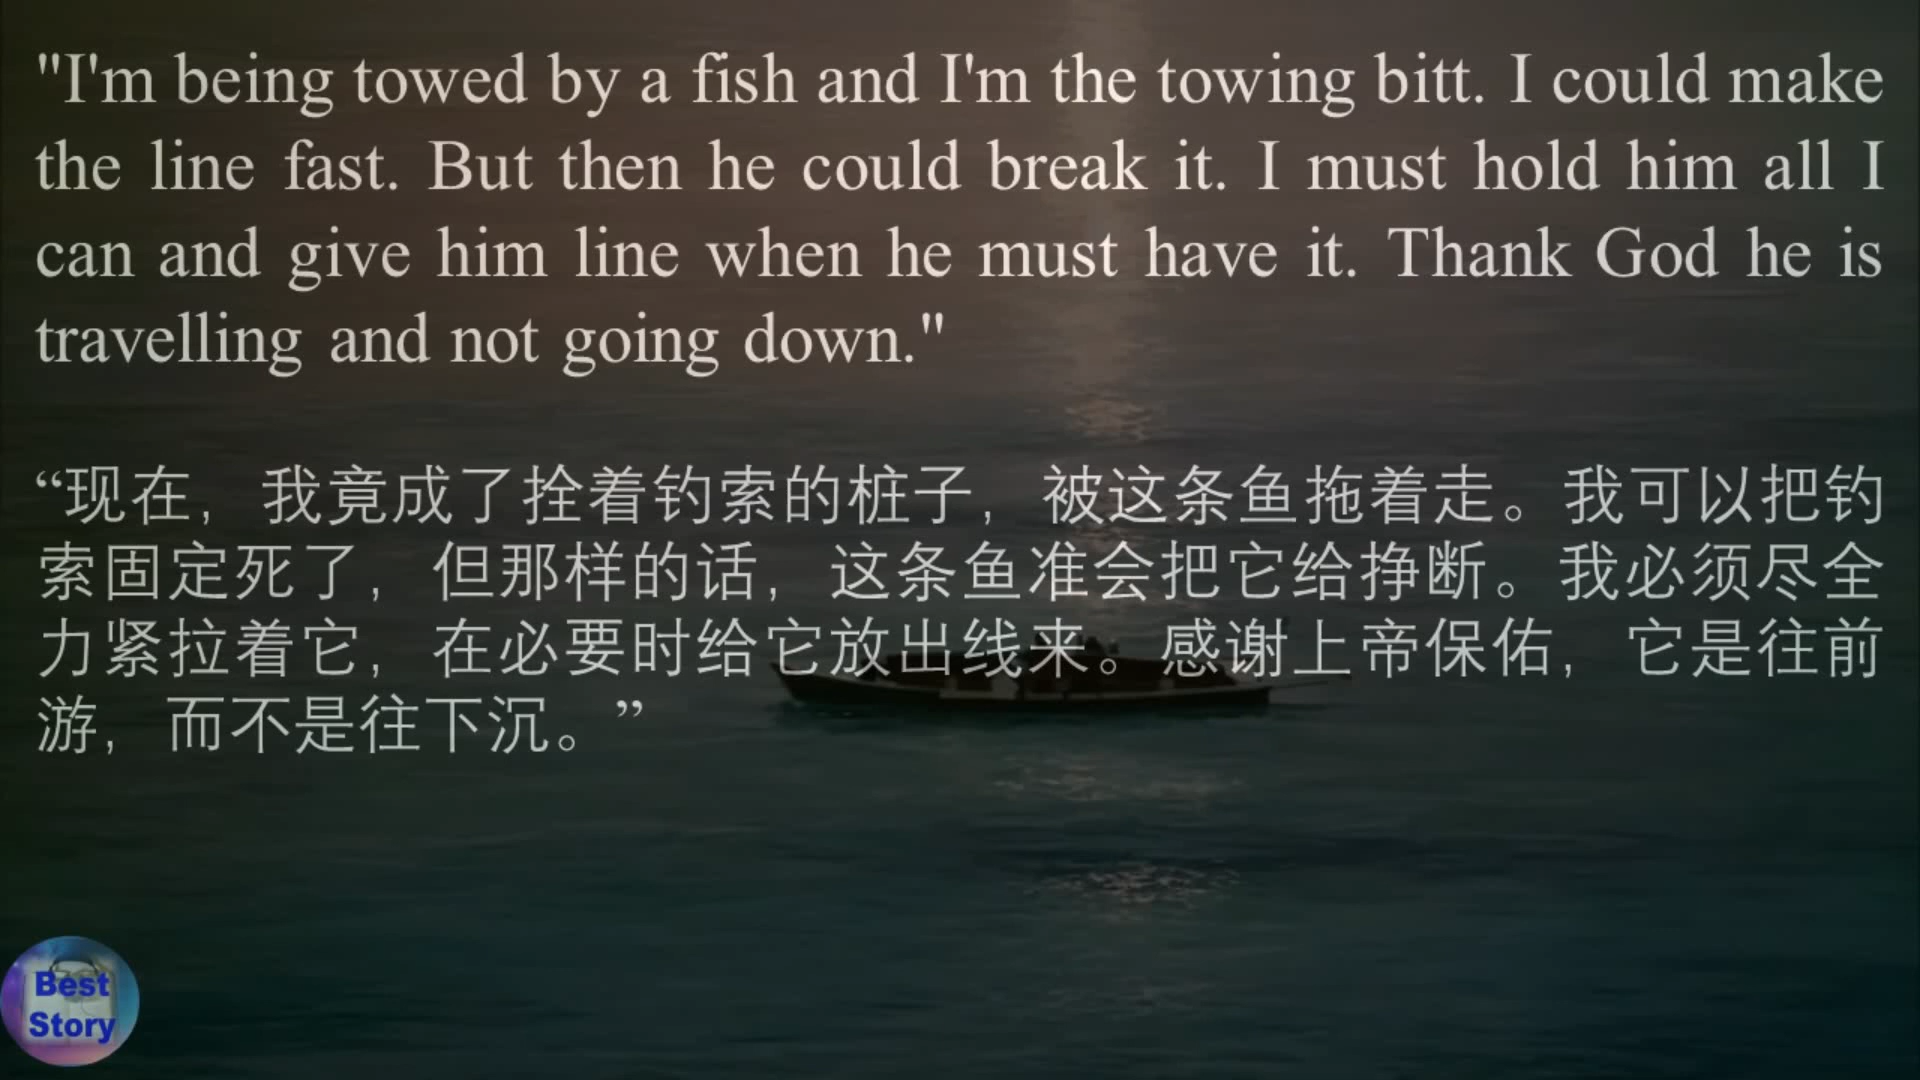 "I'm being towed by a fish and I'm the towing bitt. I could make
the line fast. But then he could break it. I must hold him all I
can and give him line when he must have it. Thank God he is
travelling and not going down."
“现在，我竟成了拴着钓索的桩子，被这条鱼拖着走。我可以把钓
索固定死了，但那样的话，这条鱼准会把它给挣断。我必须尽全
力紧拉着它，在必要时给它放出线来。感谢上帝保佑，它是往前
游，而不是往下沉。”
Best
Story